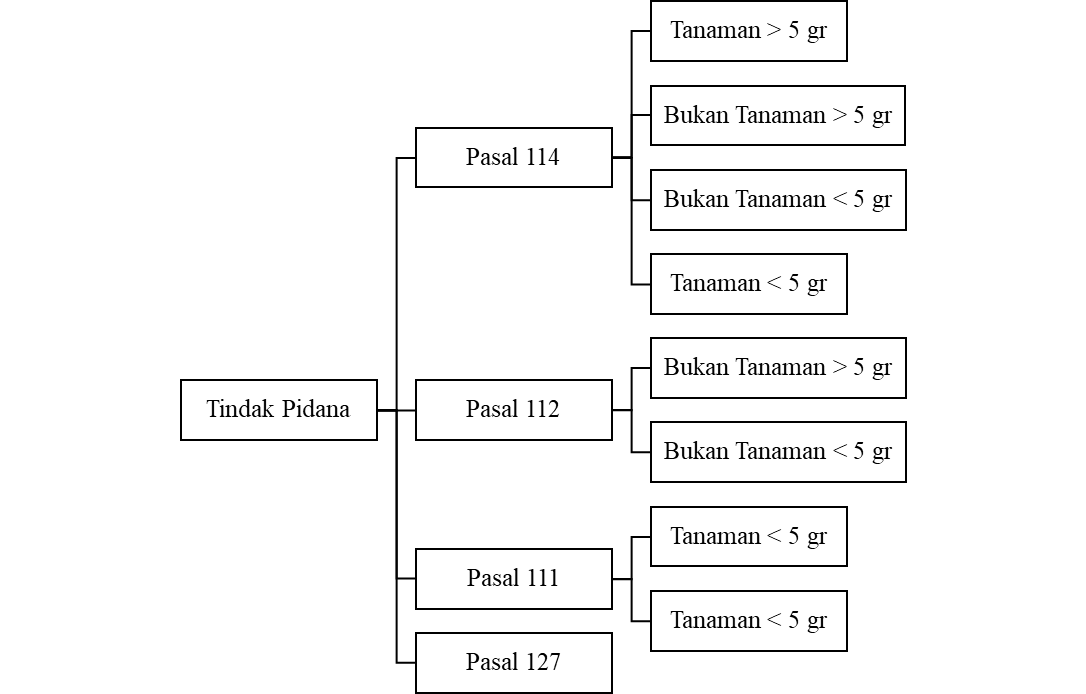 Tindak Pidana
Pasal 114
Tanaman > 5 gr
Bukan Tanaman > 5 gr
Bukan Tanaman < 5 gr
Tanaman < 5 gr
Pasal 112
Bukan Tanaman > 5 gr
Bukan Tanaman < 5 gr
Pasal 111
Tanaman < 5 gr
Tanaman < 5 gr
Pasal 127